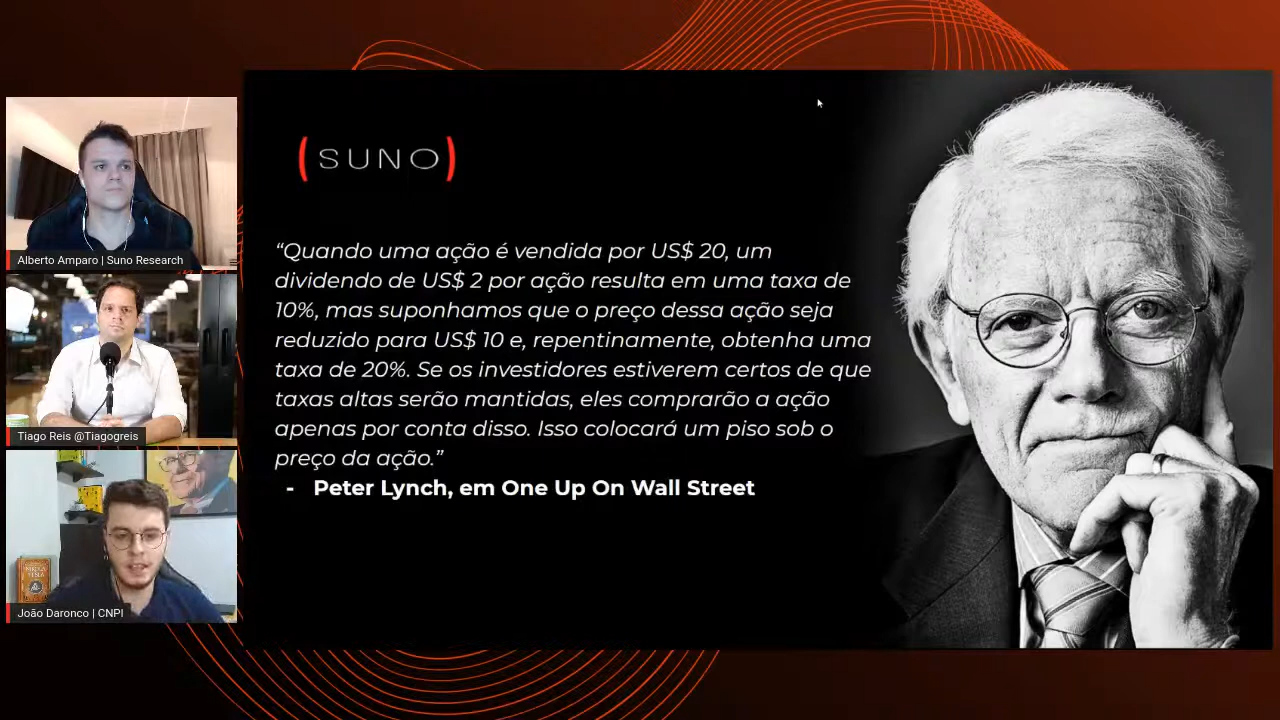 (SUNO)
“Quando uma ação é vendida por US$ 20, um
dividendo de US$ 2 por ação resulta em uma taxa de
10%, mas suponhamos que o preço dessa ação seja
reduzido para US$ 10 e, repentinamente, obtenha uma
taxa de 20%. Se os investidores estiverem certos de que
taxas altas serão mantidas, eles comprarão a ação
apenas por conta disso. Isso colocará um piso sob o
preço da ação.”
- Peter Lynch, em One Up On Wall Street
Alberto Amparo | Suno Research
Tiago Reis @Tiagogreis
João Daronco | CNPI